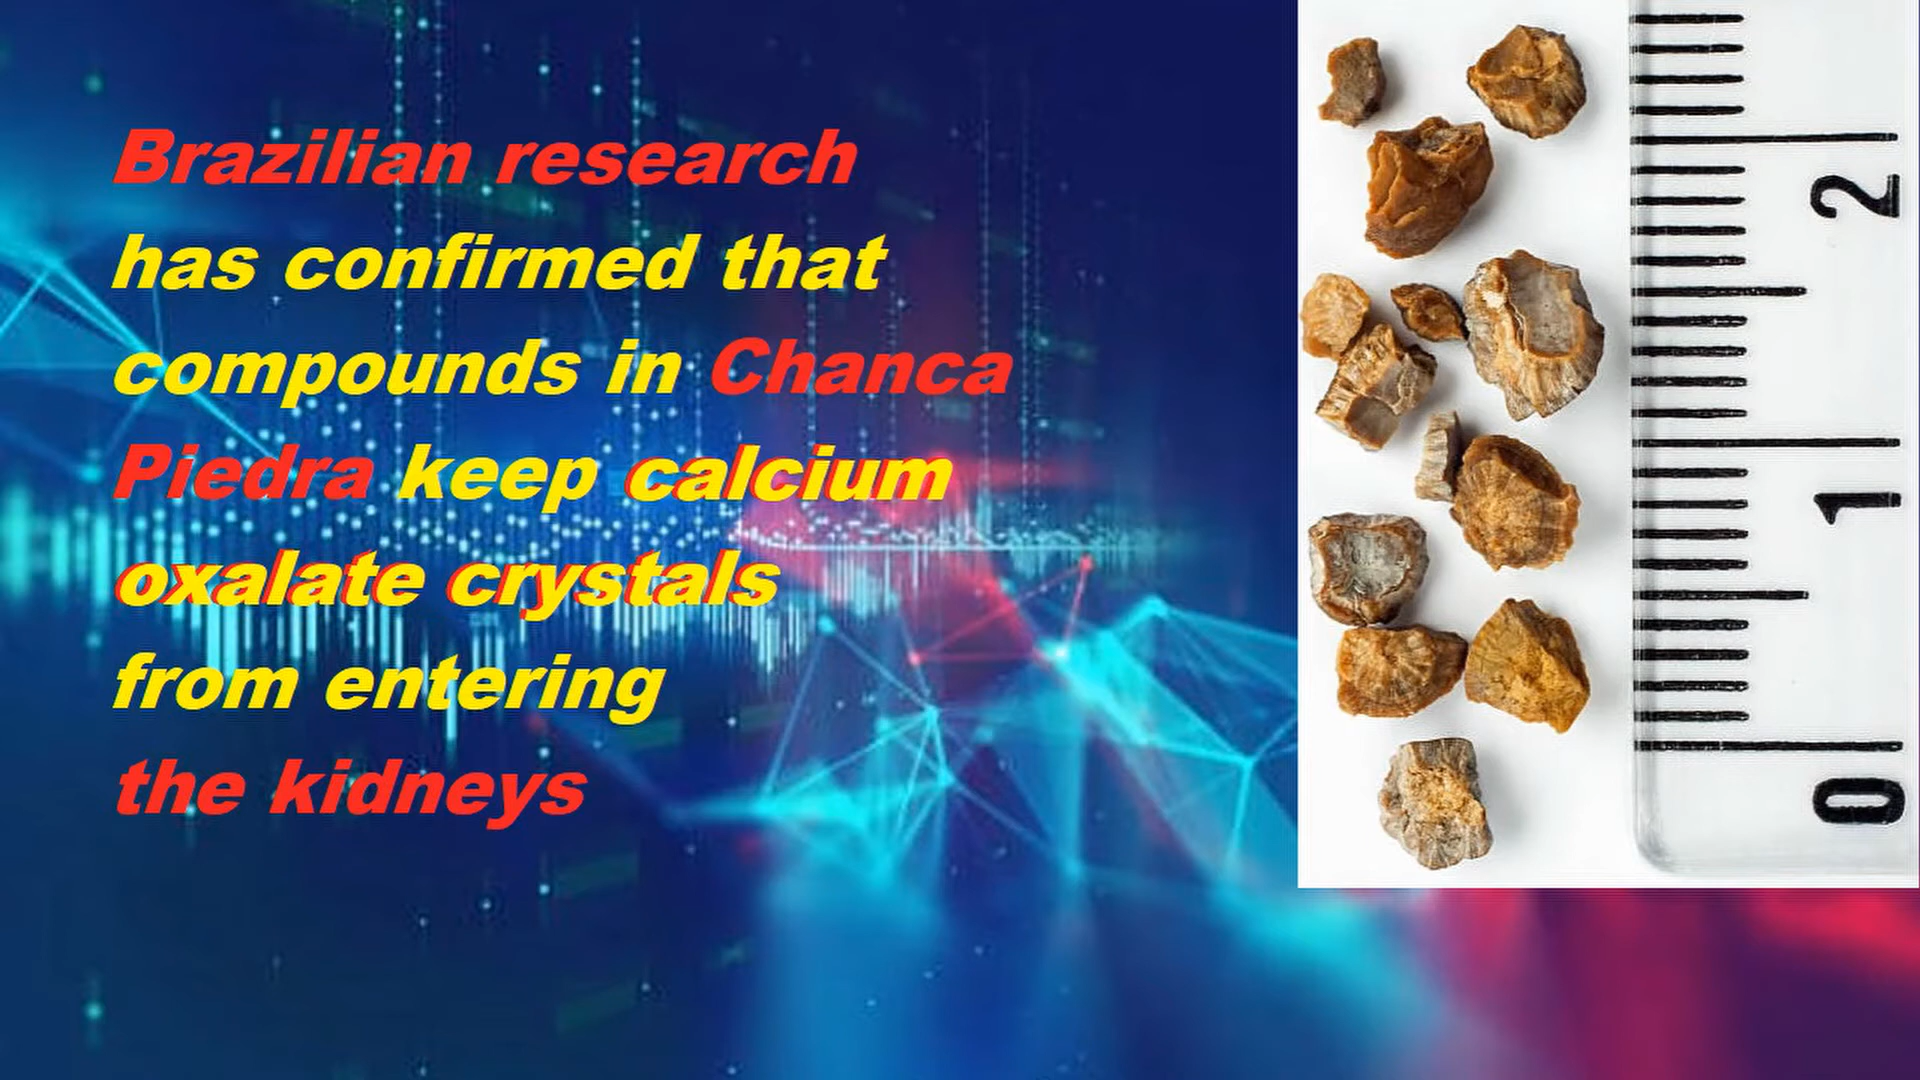 Brazilian research
has confirmed that
compounds in Chanca
Piedra keep calcium
oxalate crystals
from entering
the kidneys
2
1
0